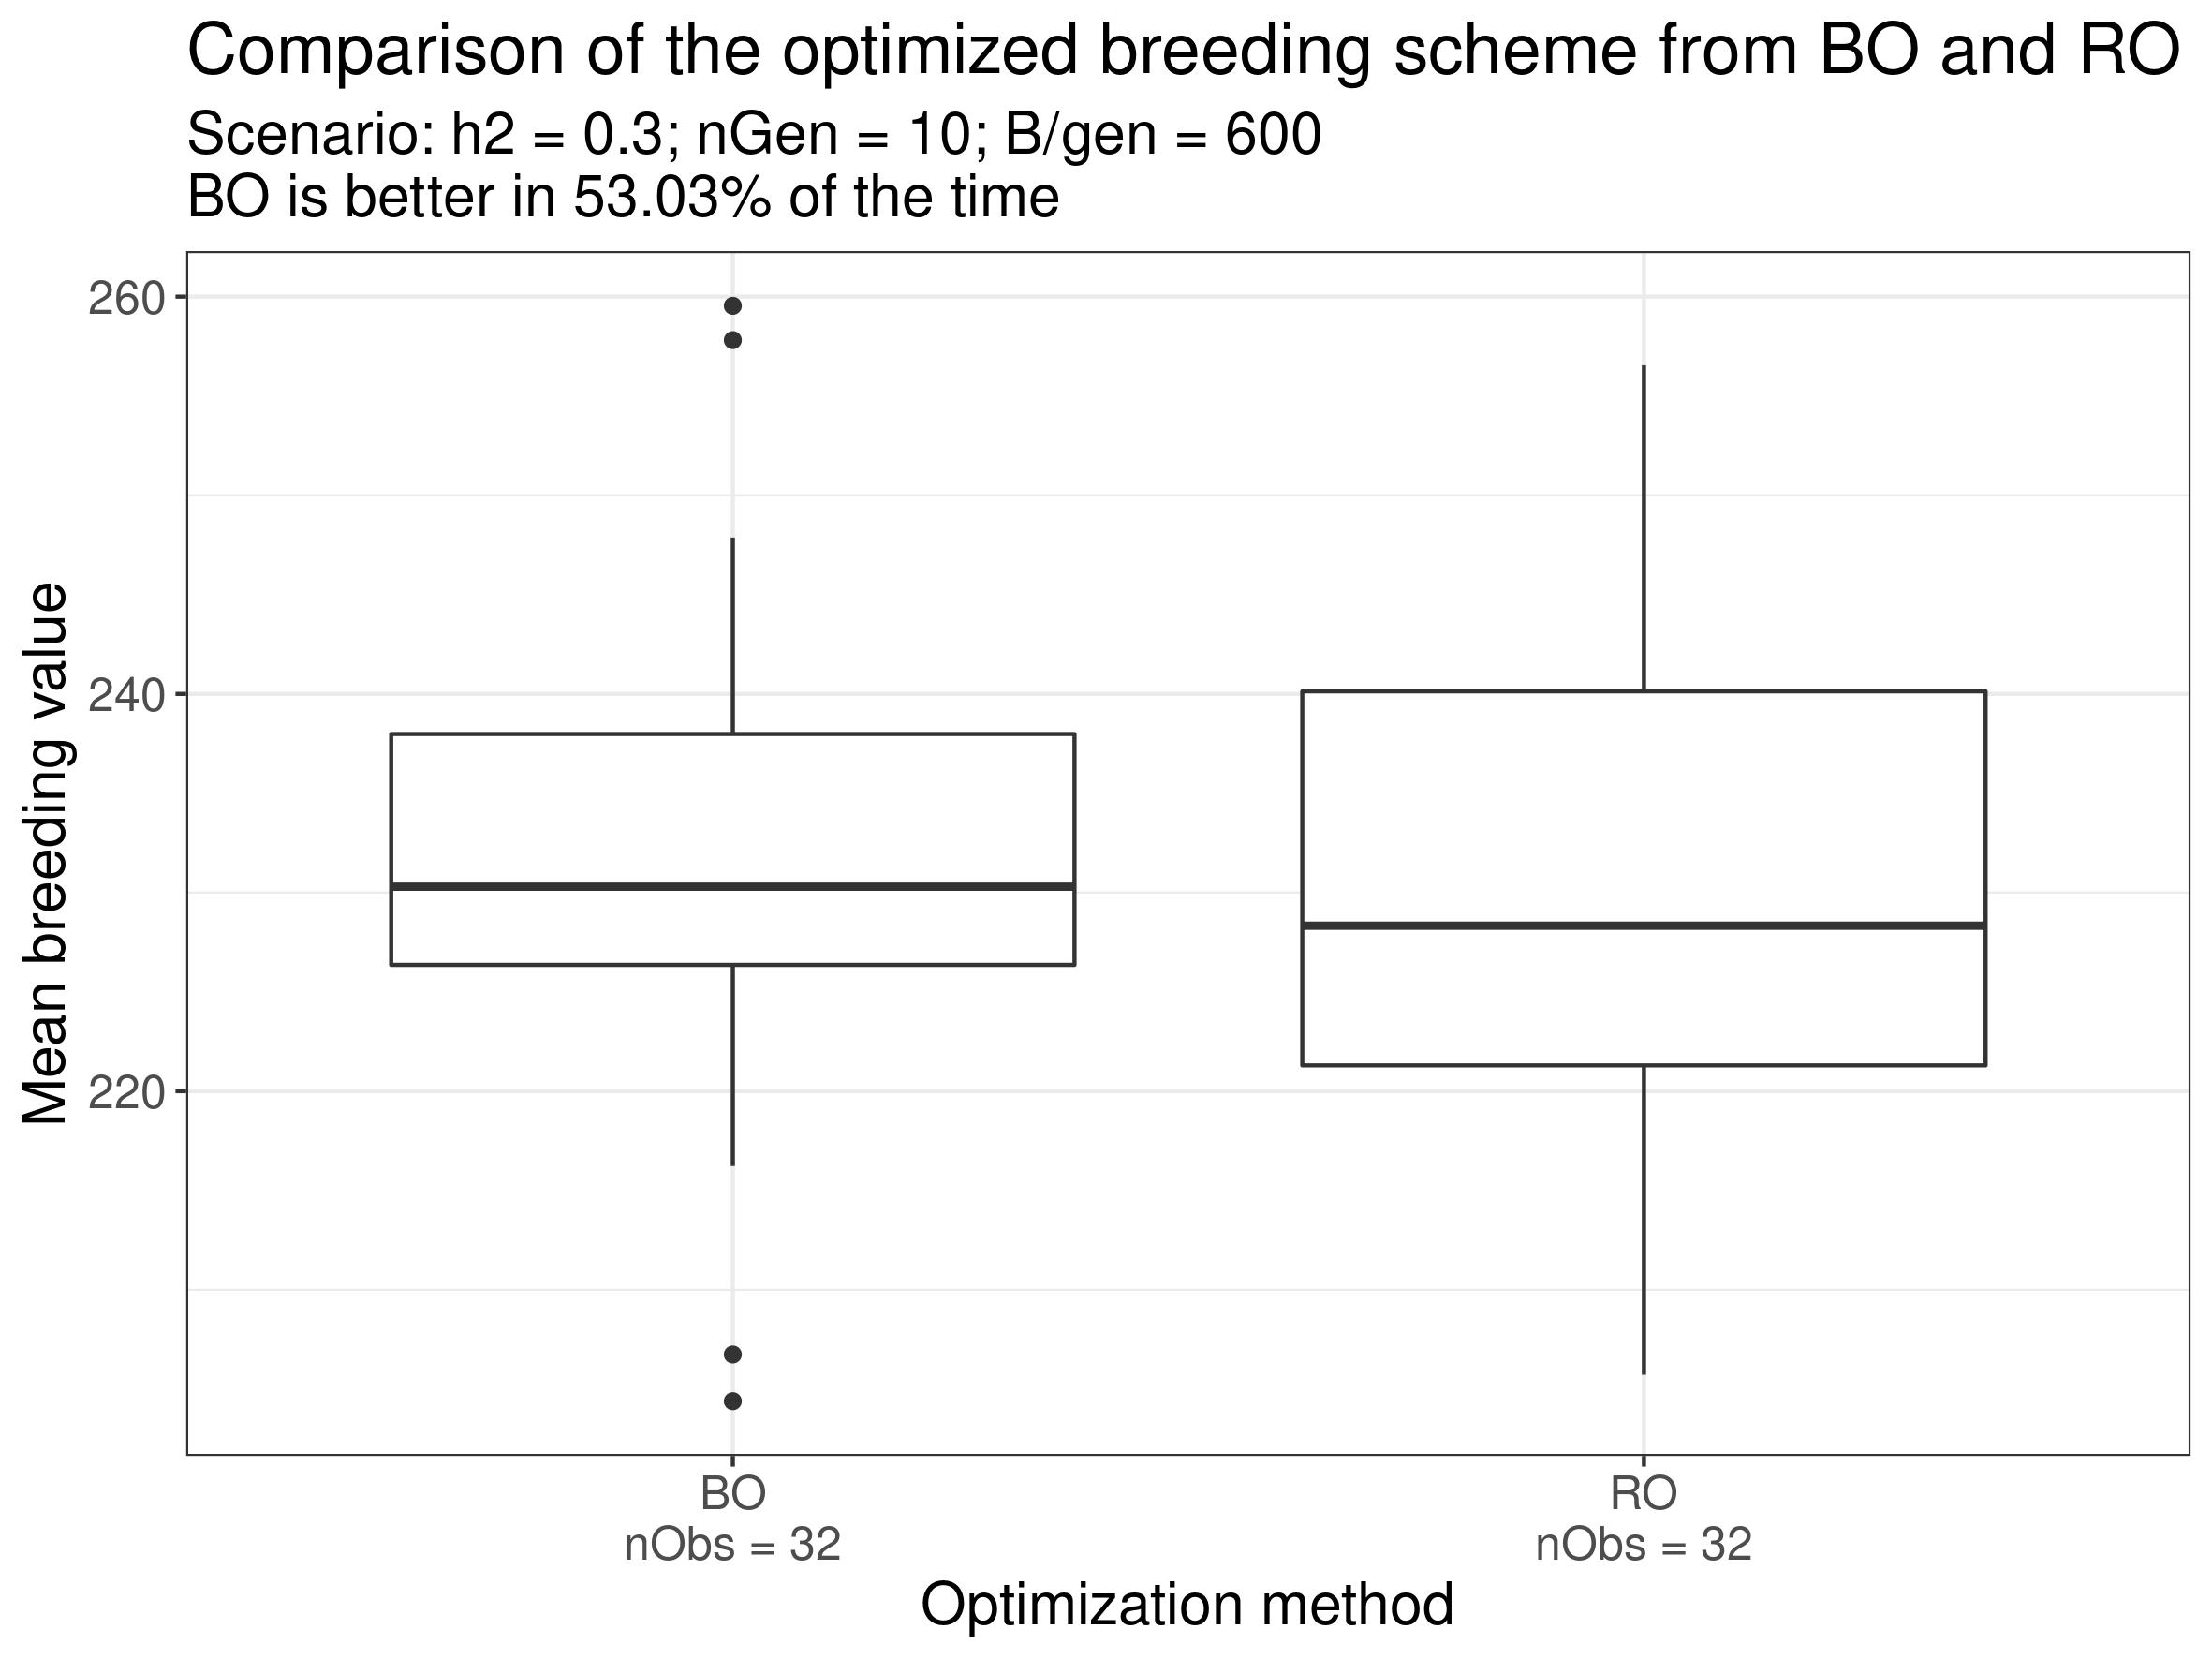 Comparison of the optimized breeding scheme from BO and RO
Scenario: h2 = 0.3; nGen = 10; B/gen = 600
BO is better in 53.03% of the time
Mean breeding value
260
240
220
BO
nObs = 32
RO
nObs = 32
Optimization method